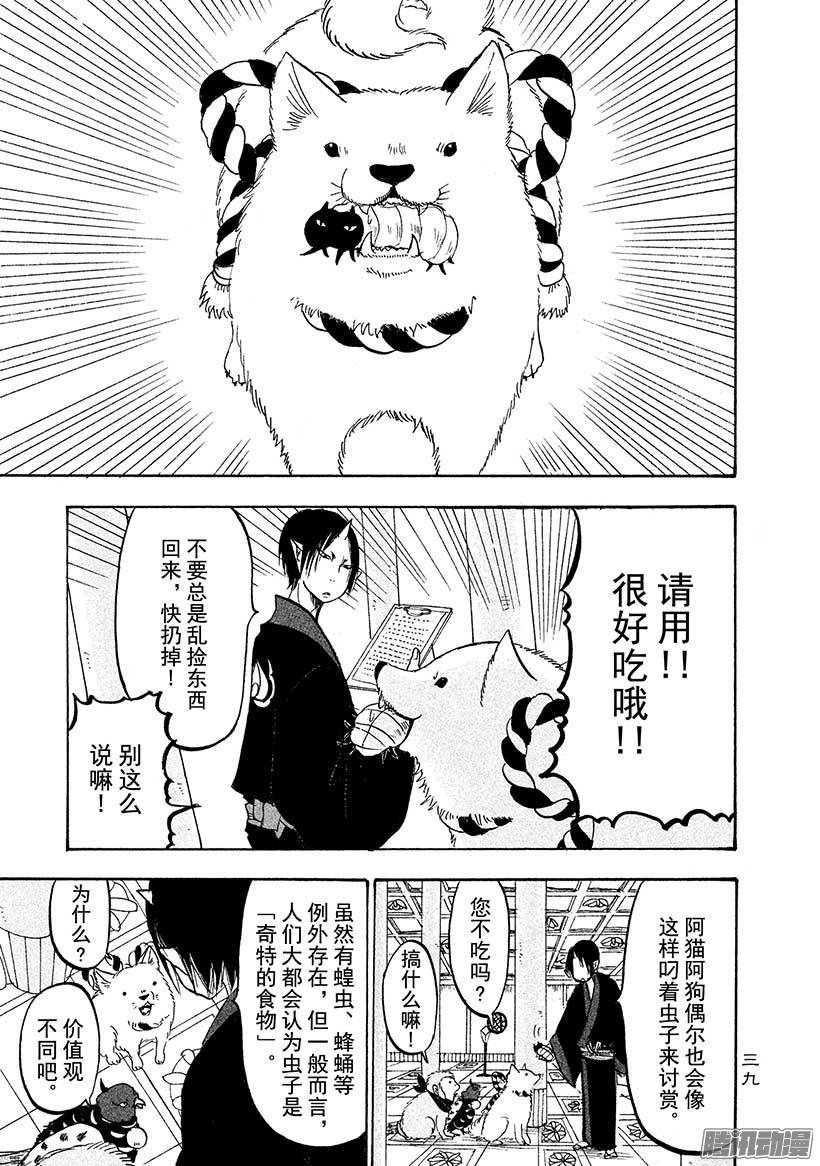 请用!!
很好吃哦!!
不要总是乱捡东西
回来，快扔掉！
别这么
说嘛！
阿猫阿狗偶尔也会像
这样叼着虫子来讨赏。
您不吃吗？
搞什么嘛！
虽然有蝗虫、蜂蛹等
例外存在，但一般而言，
人们大都会认为虫子是
「奇特的食物」。
为什么？
价值观
不同吧。
三九
腾讯动漫